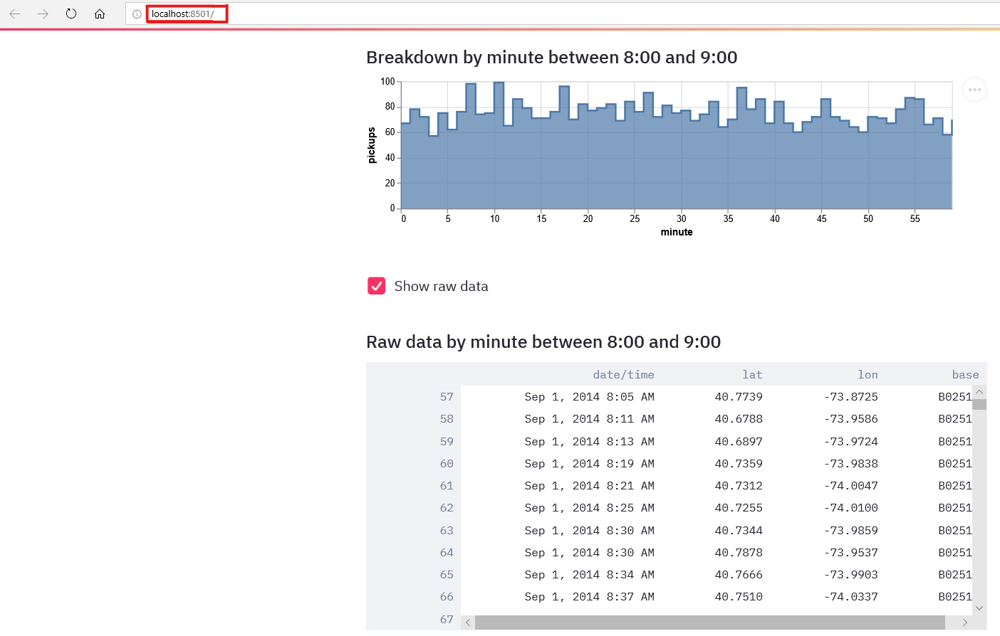 localhost:8501/
Breakdown by minute between 8:00 and 9:00
100
80
60
40
20
0
pickups
0 5 10 15 20 25 30 35 40 45 50 55
minute
Show raw data
Raw data by minute between 8:00 and 9:00
date/time lat lon base
57 Sep 1, 2014 8:05 AM 40.7739 -73.8725 B0251
58 Sep 1, 2014 8:11 AM 40.6788 -73.9586 B0251
59 Sep 1, 2014 8:13 AM 40.6897 -73.9724 B0251
60 Sep 1, 2014 8:19 AM 40.7359 -73.9838 B0251
61 Sep 1, 2014 8:21 AM 40.7312 -74.0047 B0251
62 Sep 1, 2014 8:25 AM 40.7255 -74.0100 B0251
63 Sep 1, 2014 8:30 AM 40.7344 -73.9859 B0251
64 Sep 1, 2014 8:30 AM 40.7878 -73.9537 B0251
65 Sep 1, 2014 8:34 AM 40.7666 -73.9903 B0251
66 Sep 1, 2014 8:37 AM 40.7510 -74.0337 B0251
67